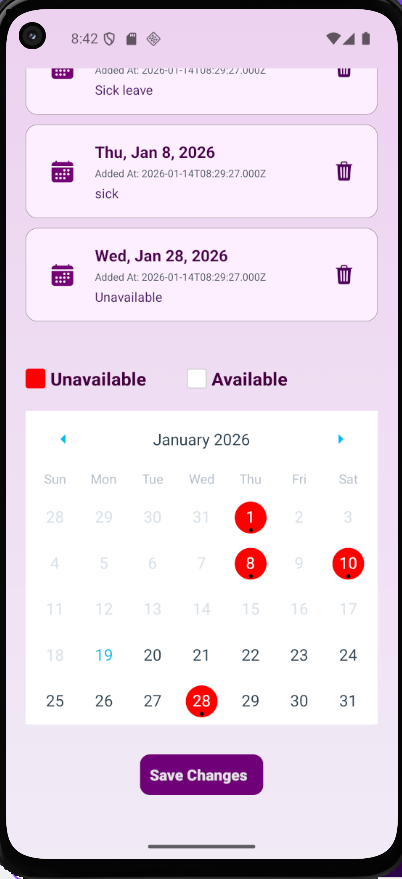 8:42
Added At: 2026-01-14T08:29:27.000Z
Sick leave
Thu, Jan 8, 2026
Added At: 2026-01-14T08:29:27.000Z
sick
Wed, Jan 28, 2026
Added At: 2026-01-14T08:29:27.000Z
Unavailable
Unavailable Available
January 2026
Sun Mon Tue Wed Thu Fri Sat
28 29 30 31 1 2 3
4 5 6 7 8 9 10
11 12 13 14 15 16 17
18 19 20 21 22 23 24
25 26 27 28 29 30 31
Save Changes